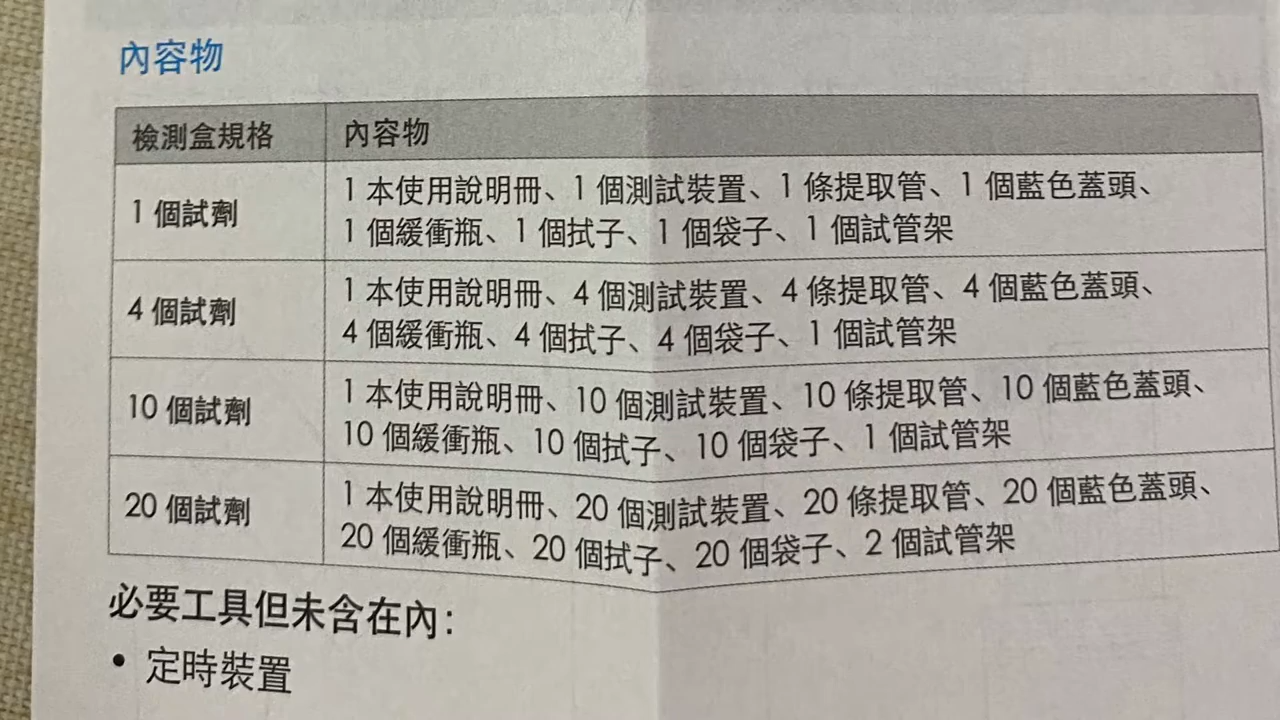 內容物
檢測盒規格 內容物
1 個試劑
1 本使用說明冊、1 個測試裝置、1 條提取管、1 個藍色蓋頭、
1 個緩衝瓶、1 個拭子、1 個袋子、1 個試管架
4 個試劑
1 本使用說明冊、4 個測試裝置、4 條提取管、4 個藍色蓋頭、
4 個緩衝瓶、4 個拭子、4 個袋子、1 個試管架
10 個試劑
1 本使用說明冊、10 個測試裝置、10 條提取管、10 個藍色蓋頭、
10 個緩衝瓶、10 個拭子、10 個袋子、1 個試管架
20 個試劑
1 本使用說明冊、20 個測試裝置、20 條提取管、20 個藍色蓋頭、
20 個緩衝瓶、20 個拭子、20 個袋子、2 個試管架
必要工具但未含在內：
• 定時裝置